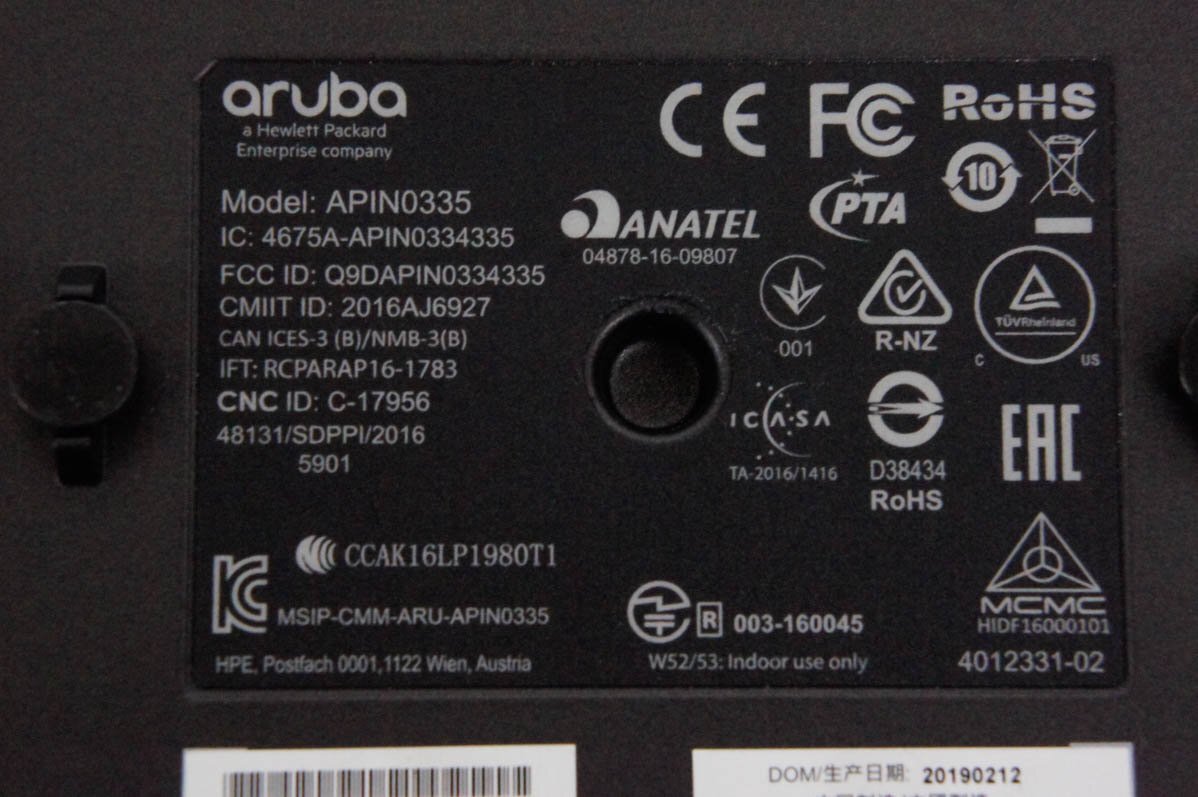 aruba
a Hewlett Packard
Enterprise company
Model: APIN0335
IC: 4675A-APIN0334335
FCC ID: Q9DAPIN0334335
CMIIT ID: 2016AJ6927
CAN ICES-3 (B)/NMB-3(B)
IFT: RCPARAP16-1783
CNC ID: C-17956
48131/SDPPI/2016
5901
CE FC RoHS
10
PTA
ANATEL
04878-16-09807
001
R-NZ
TÜVRheinland
C US
ICASA
TA-2016/1416
D38434
RoHS
EAC
CCAK16LP1980T1
MSIP-CMM-ARU-APIN0335
HPE, Postfach 0001,1122 Wien, Austria
R 003-160045
W52/53: Indoor use only
MCMC
HIDF16000101
4012331-02
DOM/生产日期: 20190212